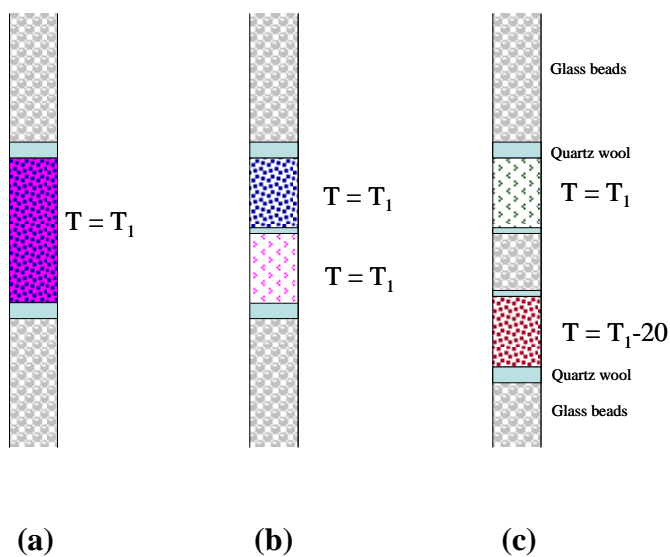 Glass beads
Quartz wool
T = T₁
T = T₁
T = T₁
T = T₁
T = T₁-20
Quartz wool
Glass beads
(a)
(b)
(c)